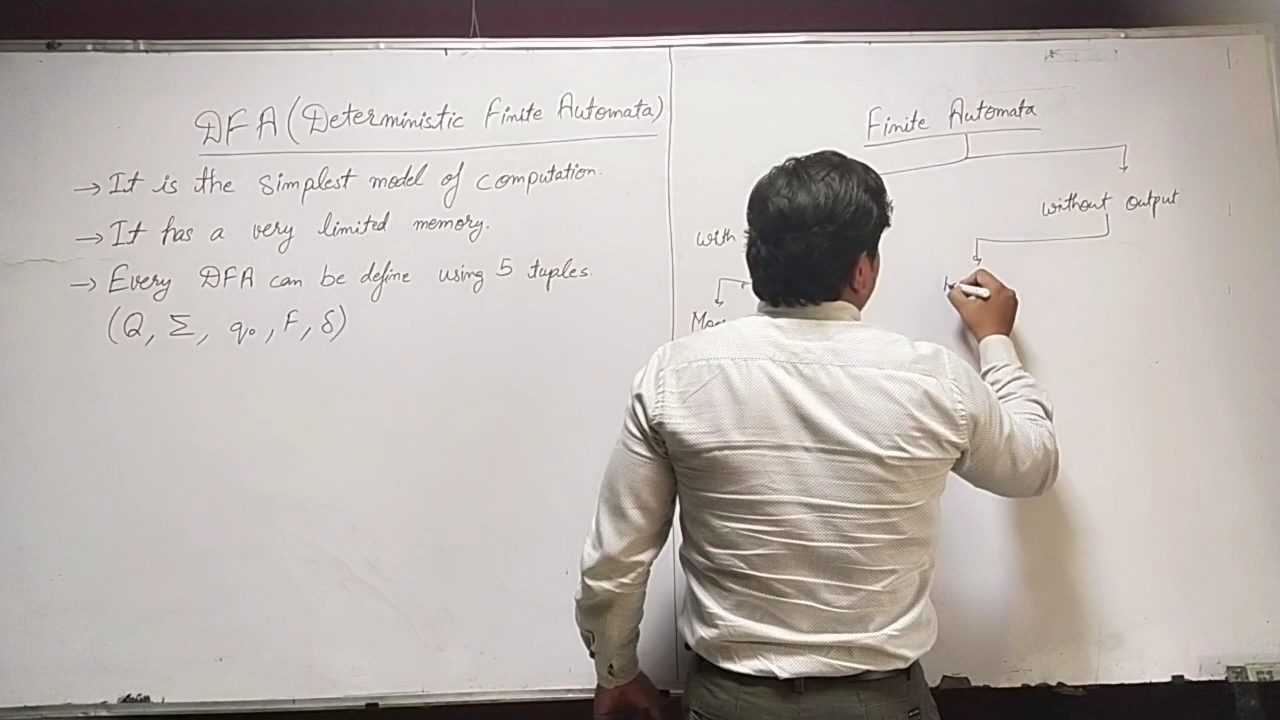 DFA (Deterministic Finite Automata)
→ It is the simplest model of computation.
→ It has a very limited memory.
→ Every DFA can be define using 5 tuples.
(Q, Σ, q₀, F, δ)
Finite Automata
with
without output